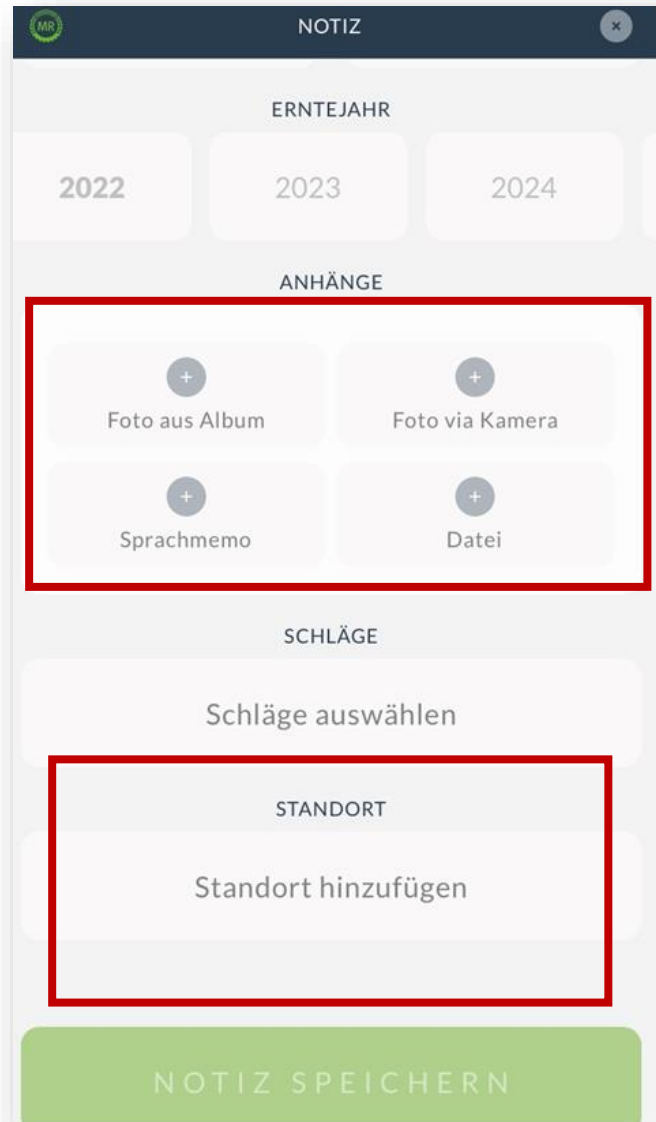 MR
NOTIZ
×
ERNTEJAHR
2022 2023 2024
ANHÄNGE
+ +
Foto aus Album Foto via Kamera
+ +
Sprachmemo Datei
SCHLÄGE
Schläge auswählen
STANDORT
Standort hinzufügen
NOTIZ SPEICHERN